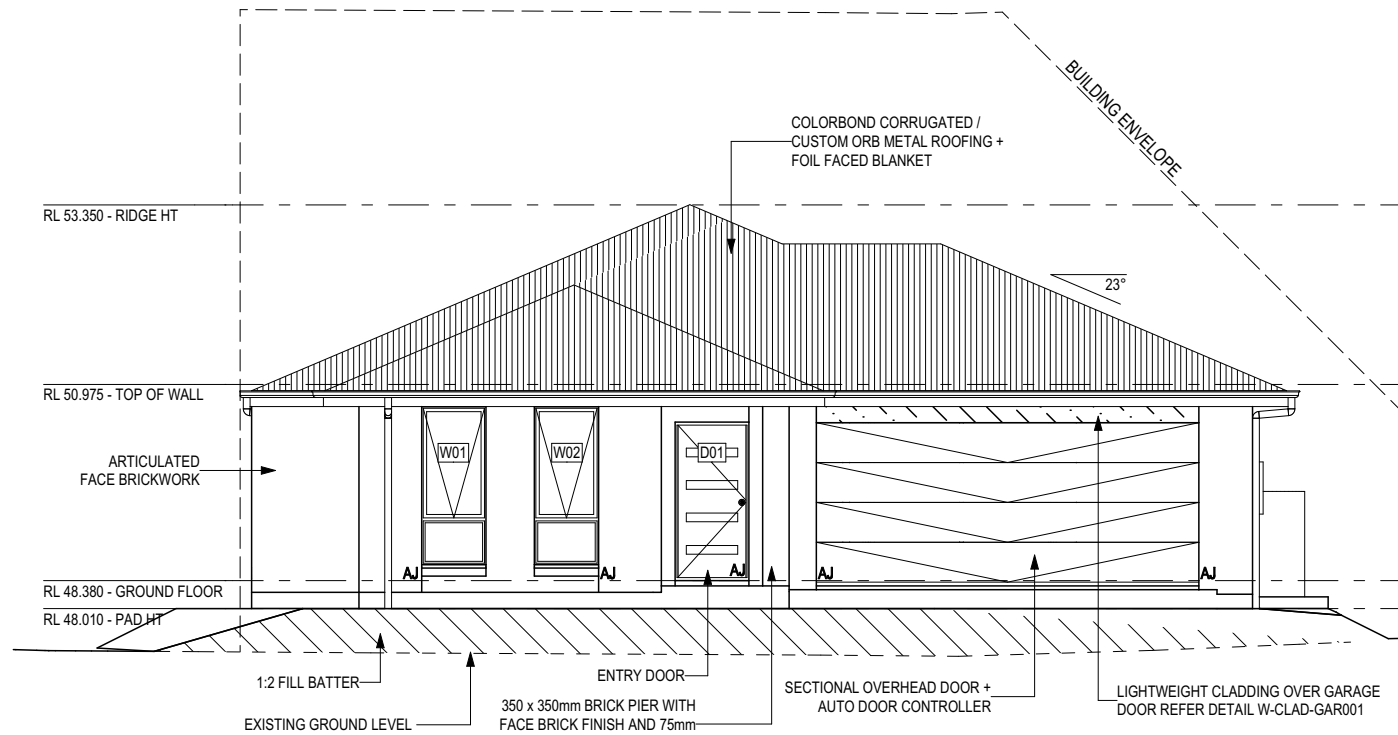 BUILDING ENVELOPE
COLORBOND CORRUGATED /
CUSTOM ORB METAL ROOFING +
FOIL FACED BLANKET
RL 53.350 - RIDGE HT
23°
RL 50.975 - TOP OF WALL
ARTICULATED
FACE BRICKWORK
W01
W02
D01
AJ
AJ
AJ
AJ
AJ
RL 48.380 - GROUND FLOOR
RL 48.010 - PAD HT
1:2 FILL BATTER
EXISTING GROUND LEVEL
ENTRY DOOR
350 x 350mm BRICK PIER WITH
FACE BRICK FINISH AND 75mm
SECTIONAL OVERHEAD DOOR +
AUTO DOOR CONTROLLER
LIGHTWEIGHT CLADDING OVER GARAGE
DOOR REFER DETAIL W-CLAD-GAR001